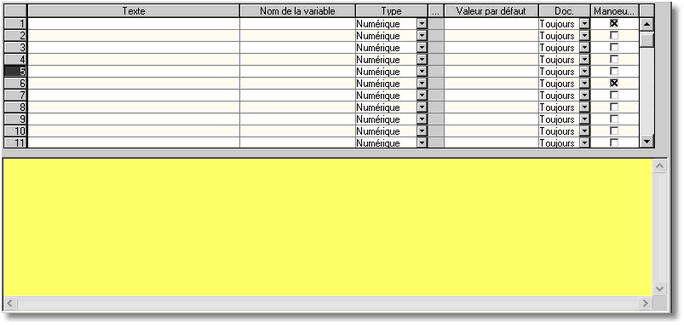 Texte Nom de la variable Type ... Valeur par défaut Doc. Manoeu...
1 Numérique Toujours
2 Numérique Toujours
3 Numérique Toujours
4 Numérique Toujours
5 Numérique Toujours
6 Numérique Toujours
7 Numérique Toujours
8 Numérique Toujours
9 Numérique Toujours
10 Numérique Toujours
11 Numérique Toujours